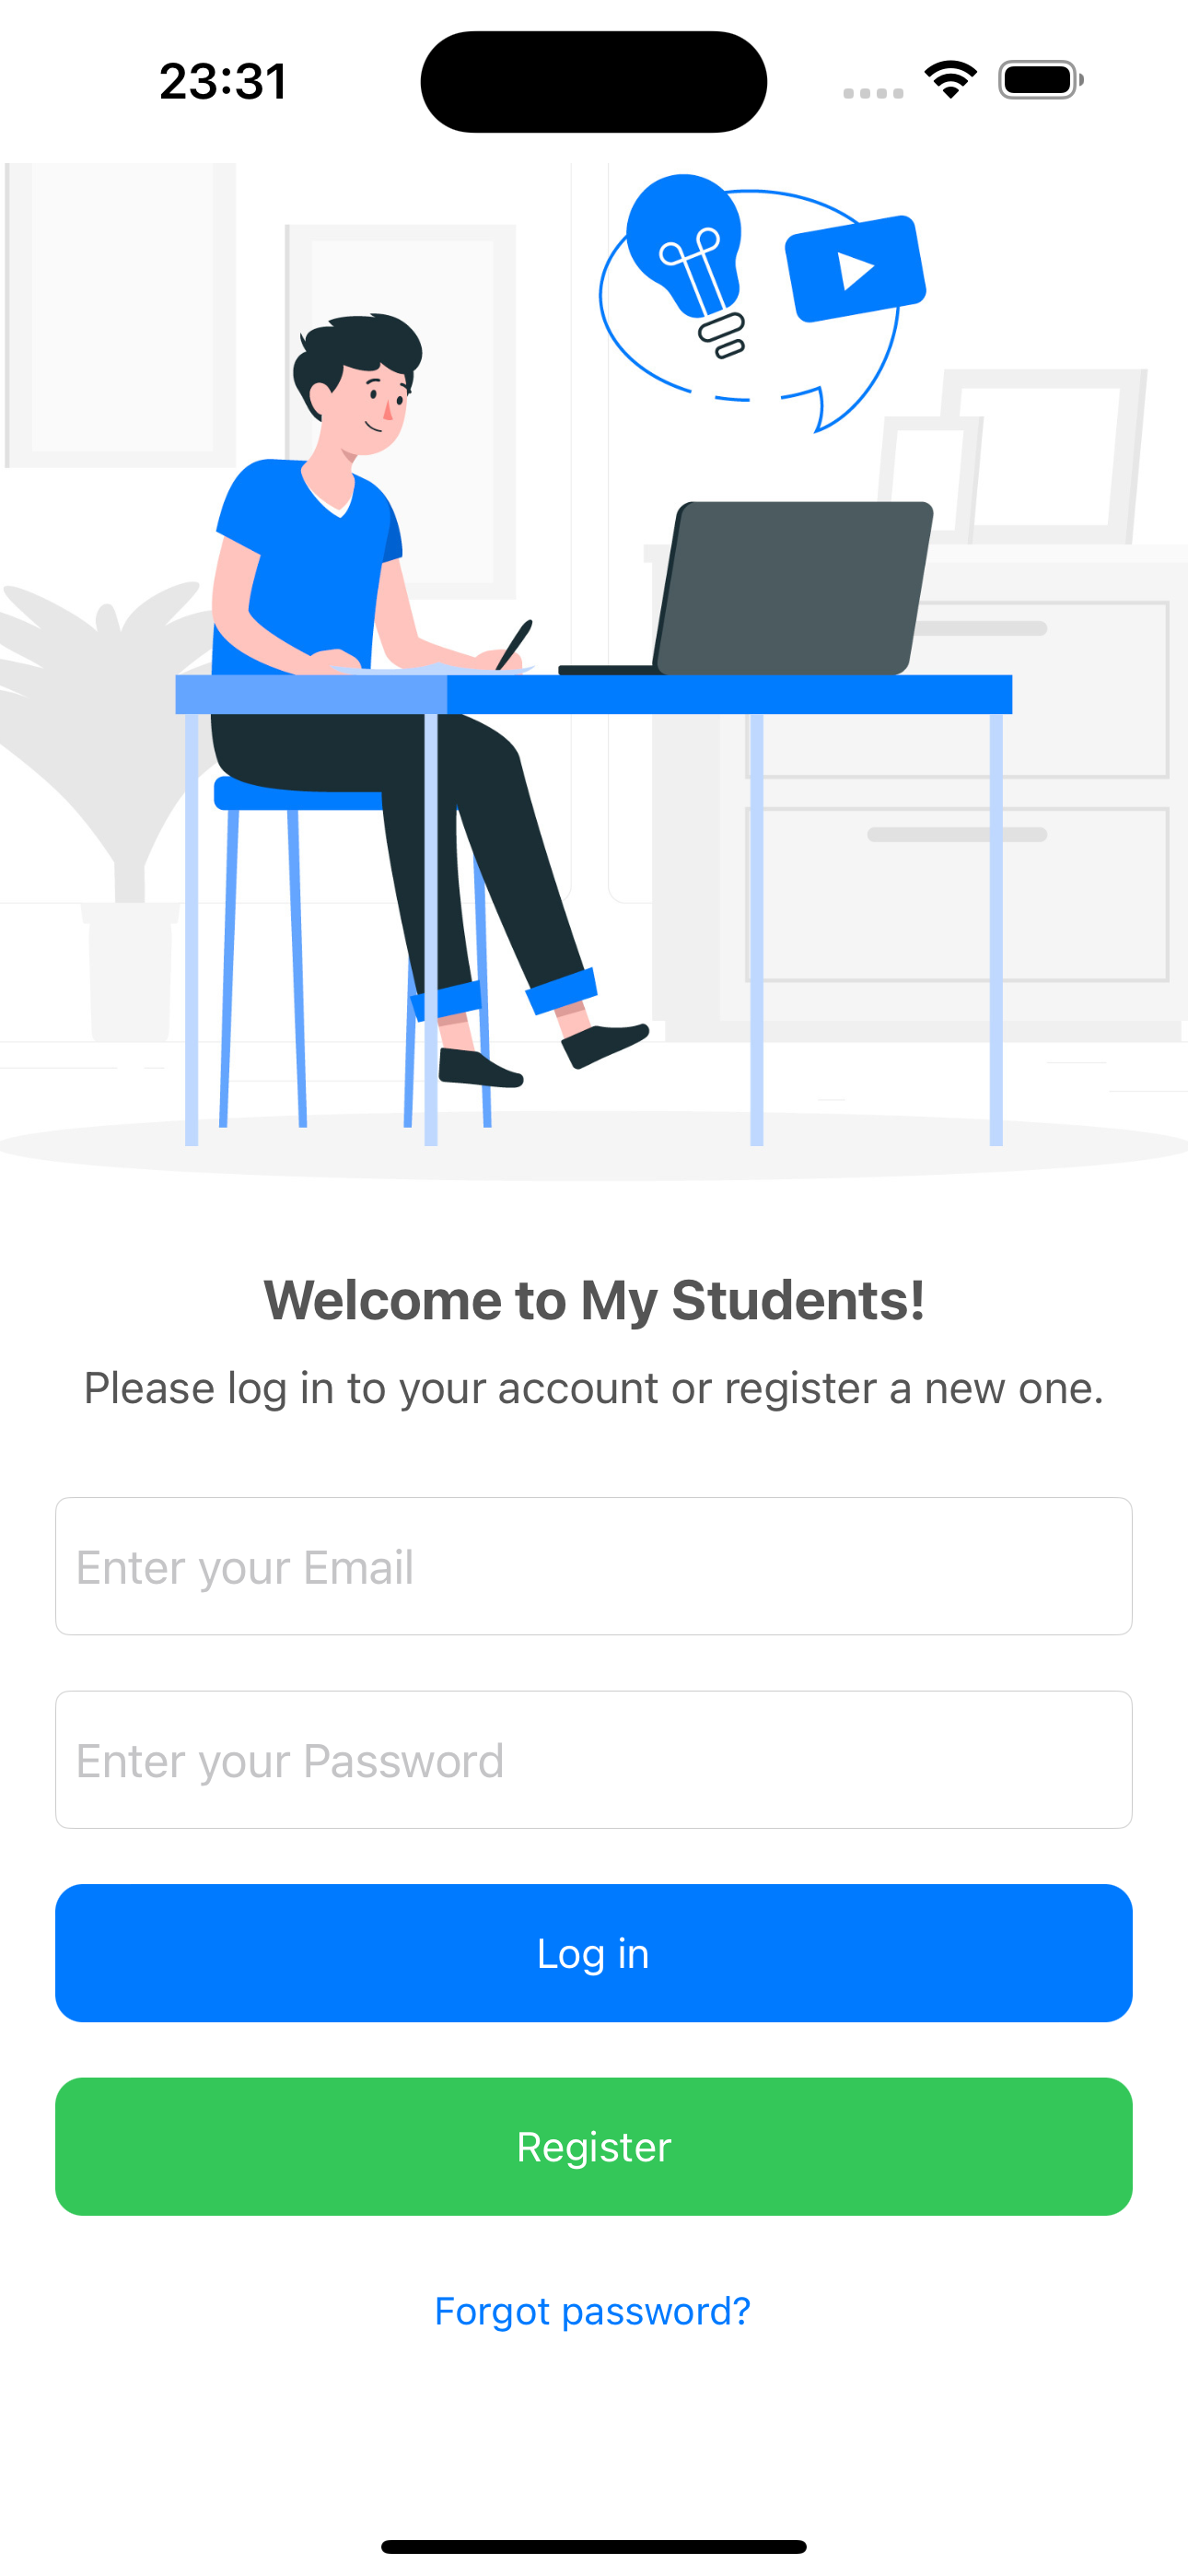 23:31
Welcome to My Students!
Please log in to your account or register a new one.
Enter your Email
Enter your Password
Log in
Register
Forgot password?